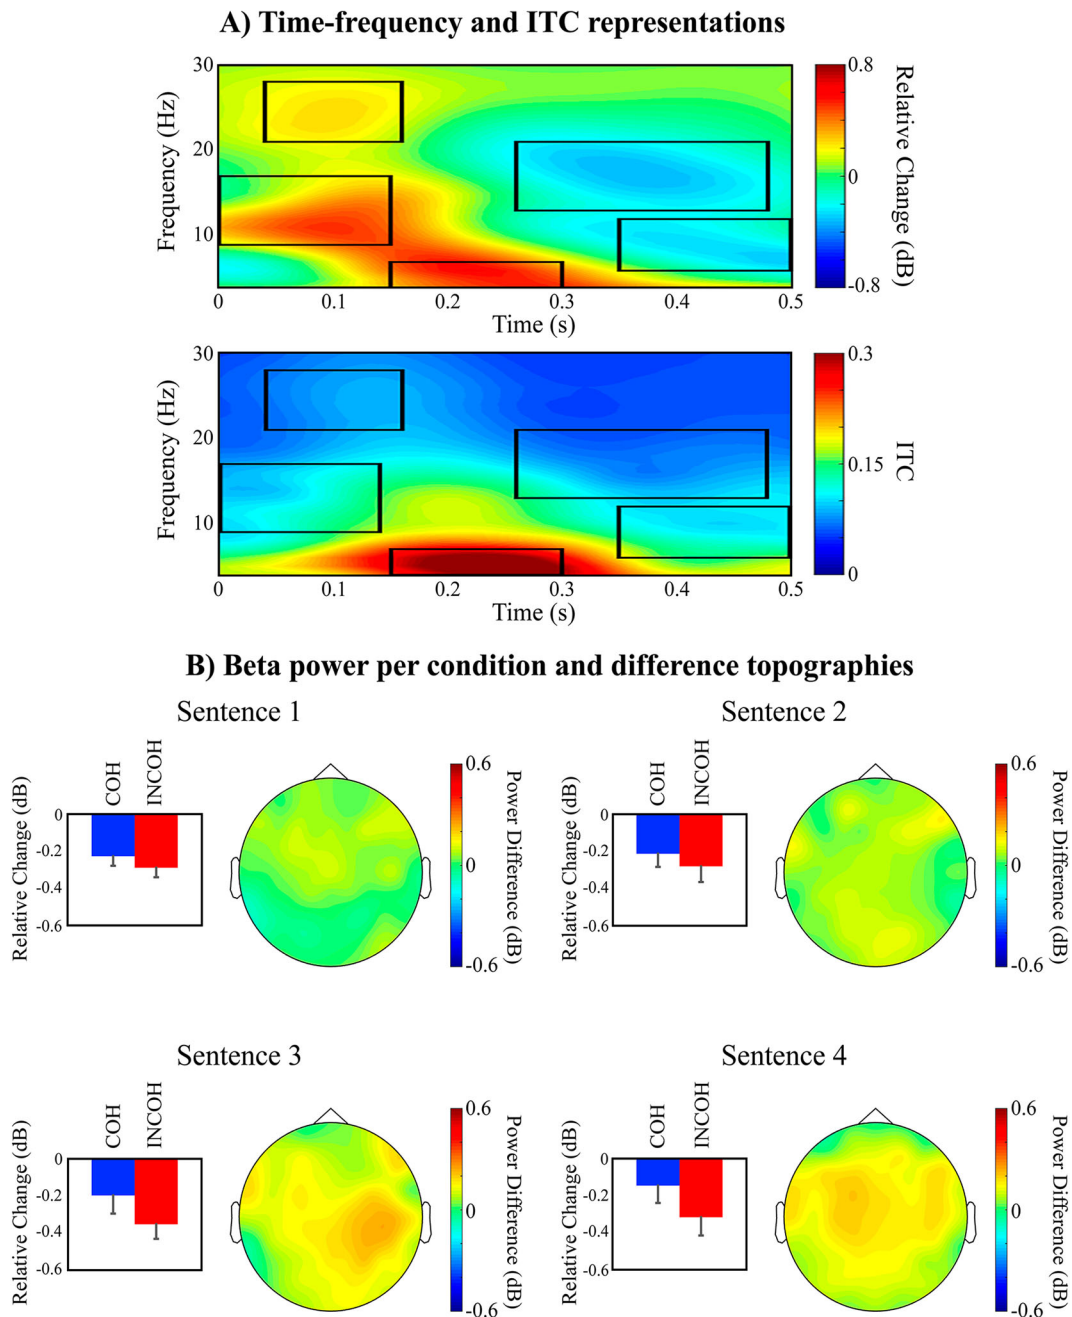 A) Time-frequency and ITC representations
30
20
10
Frequency (Hz)
0 0.1 0.2 0.3 0.4 0.5
Time (s)
0.8
0
-0.8
Relative Change (dB)
30
20
10
Frequency (Hz)
0 0.1 0.2 0.3 0.4 0.5
Time (s)
0.3
0.15
0
ITC
B) Beta power per condition and difference topographies
Sentence 1
COH
INCOH
0
-0.2
-0.4
-0.6
Relative Change (dB)
0.6
0
-0.6
Power Difference (dB)
Sentence 2
COH
INCOH
0
-0.2
-0.4
-0.6
Relative Change (dB)
0.6
0
-0.6
Power Difference (dB)
Sentence 3
COH
INCOH
0
-0.2
-0.4
-0.6
Relative Change (dB)
0.6
0
-0.6
Power Difference (dB)
Sentence 4
COH
INCOH
0
-0.2
-0.4
-0.6
Relative Change (dB)
0.6
0
-0.6
Power Difference (dB)